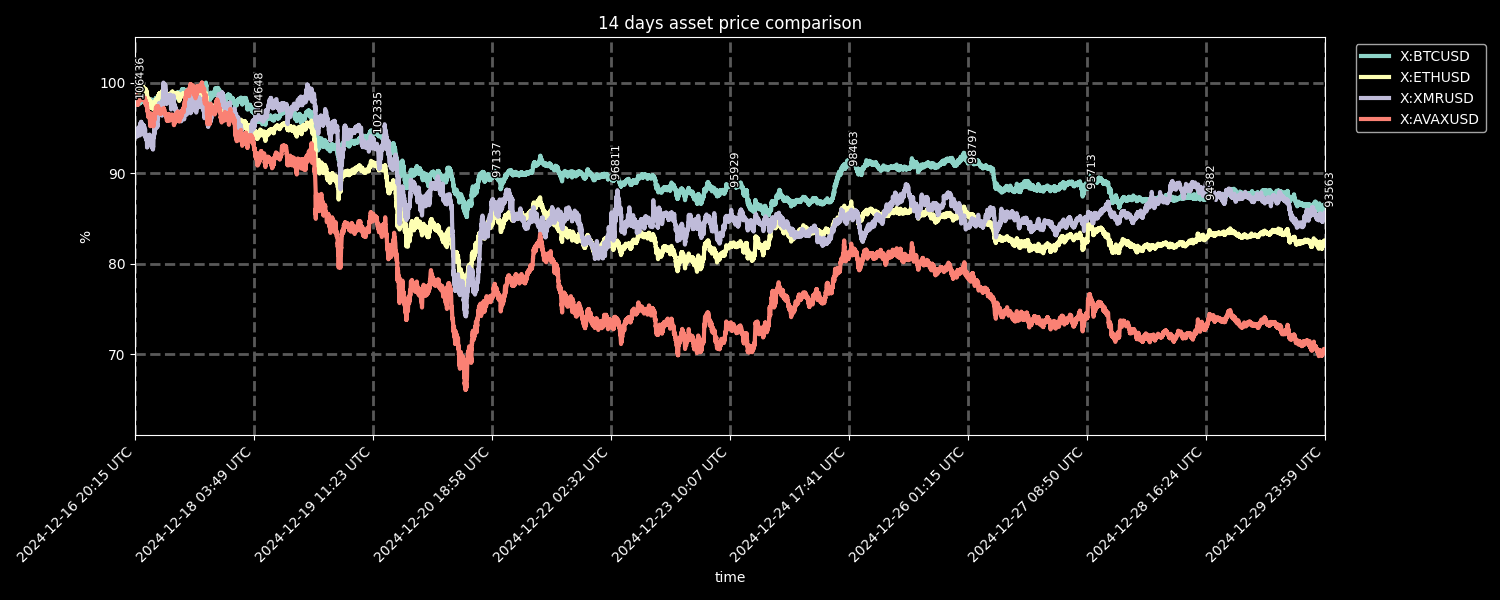 14 days asset price comparison
X:BTCUSD
X:ETHUSD
X:XMRUSD
X:AVAXUSD
%
100
90
80
70
106436
104648
102335
97137
96811
95929
98463
98797
95713
94382
93563
2024-12-16 20:15 UTC
2024-12-18 03:49 UTC
2024-12-19 11:23 UTC
2024-12-20 18:58 UTC
2024-12-22 02:32 UTC
2024-12-23 10:07 UTC
2024-12-24 17:41 UTC
2024-12-26 01:15 UTC
2024-12-27 08:50 UTC
2024-12-28 16:24 UTC
2024-12-29 23:59 UTC
time